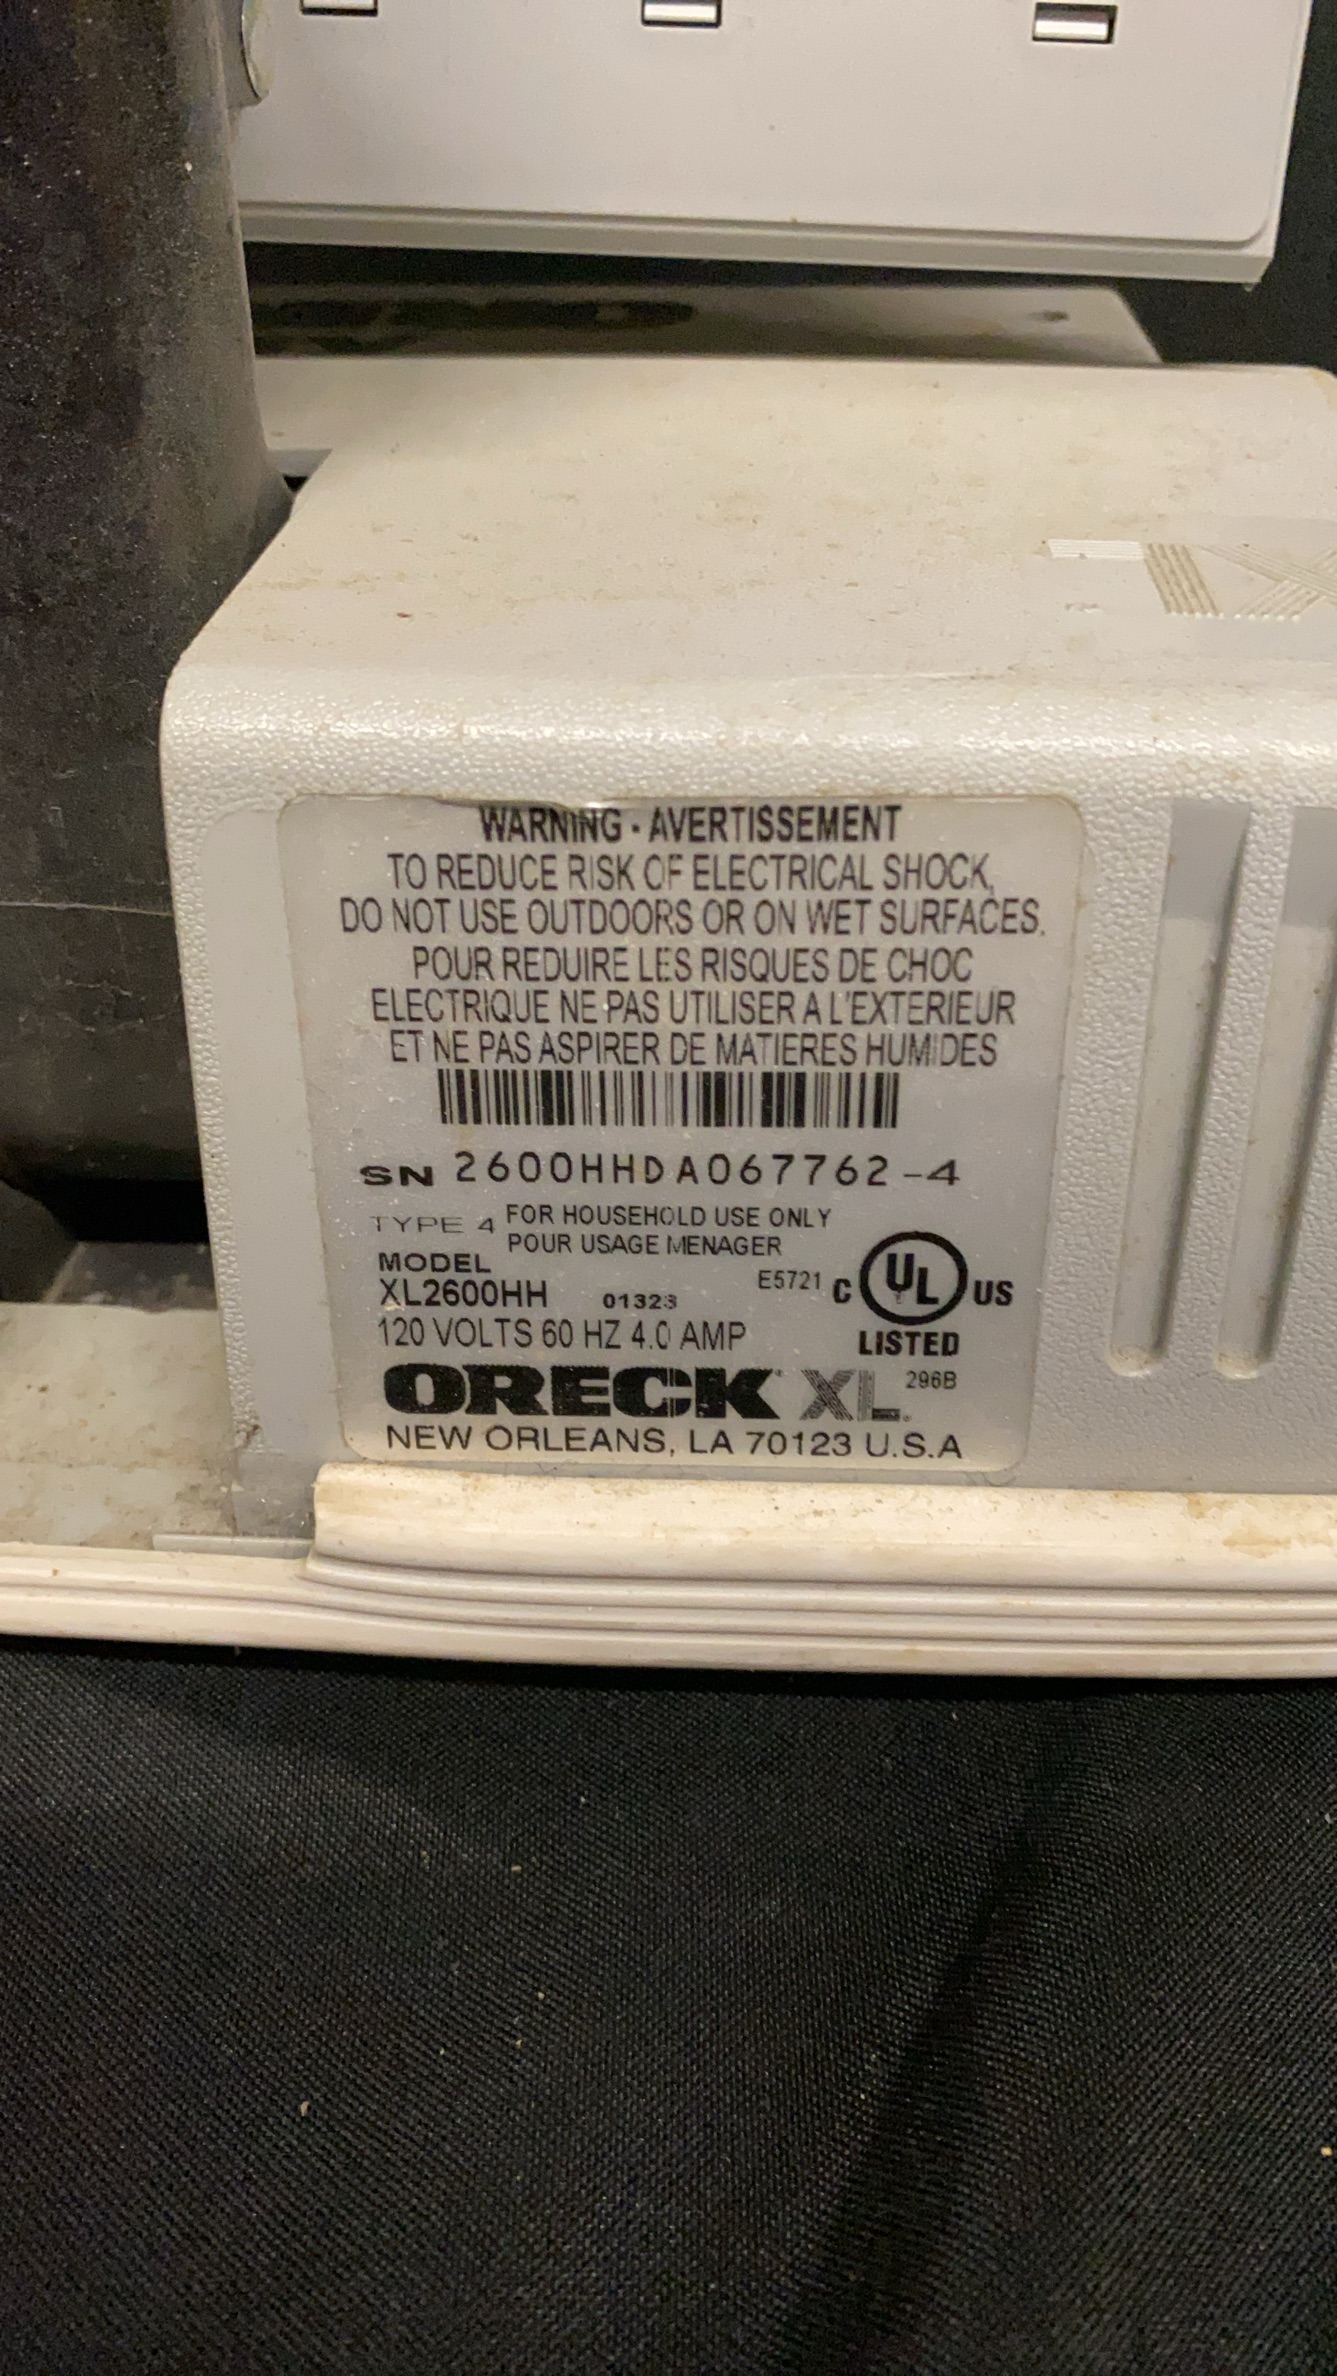 WARNING - AVERTISSEMENT
TO REDUCE RISK OF ELECTRICAL SHOCK,
DO NOT USE OUTDOORS OR ON WET SURFACES.
POUR REDUIRE LES RISQUES DE CHOC
ELECTRIQUE NE PAS UTILISER A L'EXTERIEUR
ET NE PAS ASPIRER DE MATIERES HUMIDES
SN 2600HHDA067762-4
TYPE 4 FOR HOUSEHOLD USE ONLY
POUR USAGE MENAGER
MODEL
XL2600HH 01323 E5721 C UL US
120 VOLTS 60 HZ 4.0 AMP LISTED
ORECK XL. 296B
NEW ORLEANS, LA 70123 U.S.A